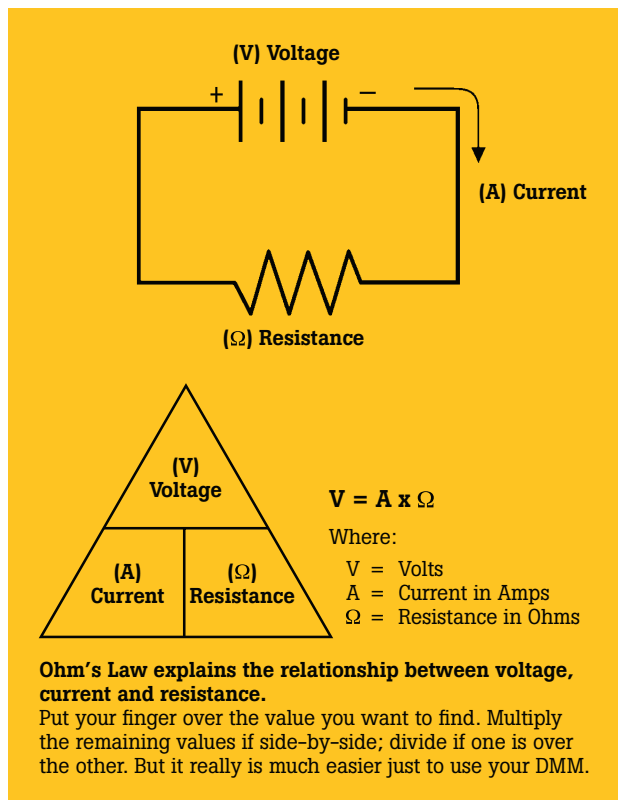 (V) Voltage
+ −
(A) Current
(Ω) Resistance
(V)
Voltage
(A)
Current
(Ω)
Resistance
V = A x Ω
Where:
V = Volts
A = Current in Amps
Ω = Resistance in Ohms
Ohm's Law explains the relationship between voltage,
current and resistance.
Put your finger over the value you want to find. Multiply
the remaining values if side-by-side; divide if one is over
the other. But it really is much easier just to use your DMM.